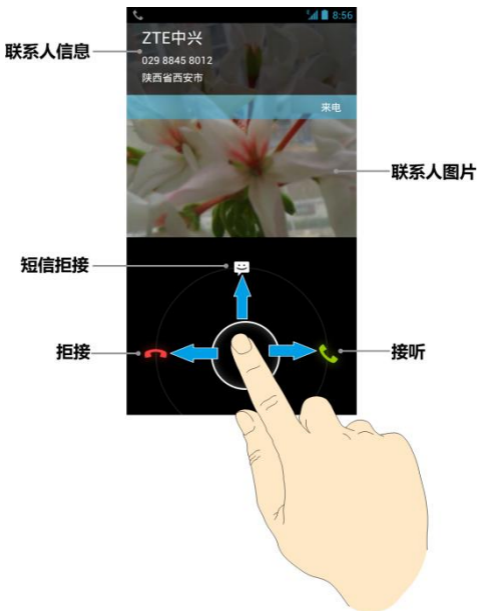 8:56
ZTE中兴
联系人信息
029 8845 8012
陕西省西安市
来电
联系人图片
短信拒接
拒接
接听